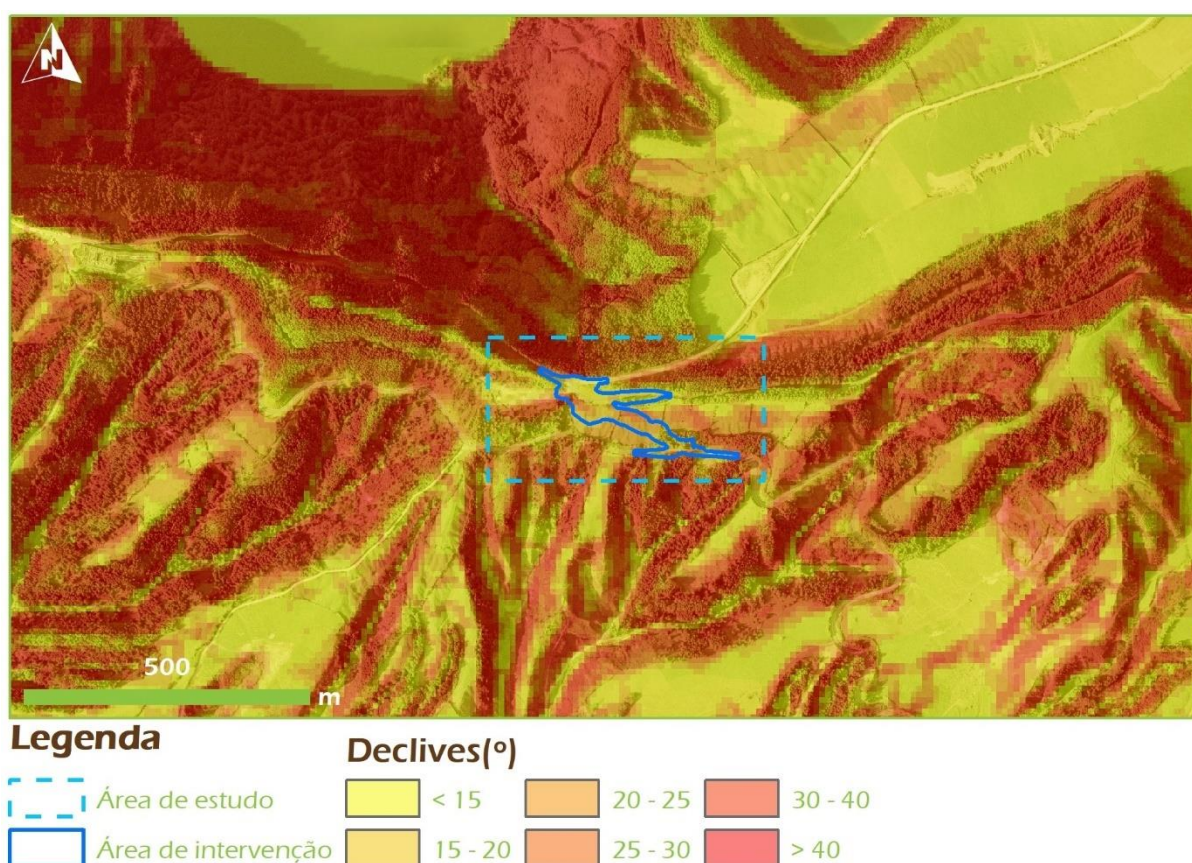 N
500
m
Legenda
Declives(º)
Área de estudo
< 15
20 - 25
30 - 40
Área de intervenção
15 - 20
25 - 30
> 40